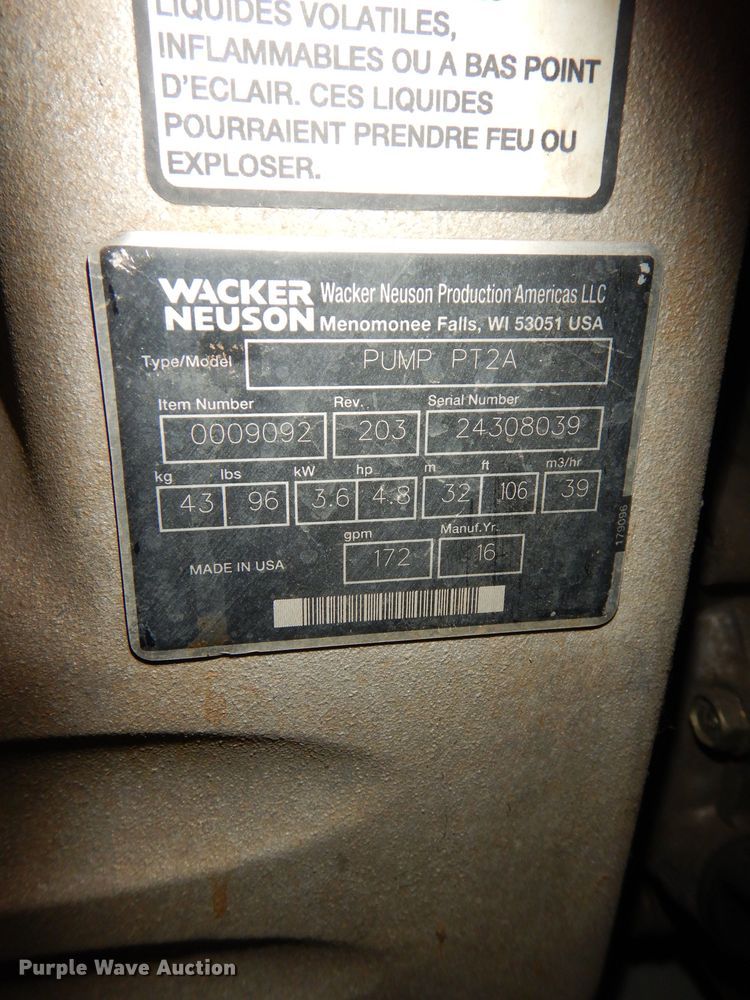 LIQUIDES VOLATILES,
INFLAMMABLES OU A BAS POINT
D'ECLAIR. CES LIQUIDES
POURRAIENT PRENDRE FEU OU
EXPLOSER.
WACKER NEUSON
Wacker Neuson Production Americas LLC
Menomonee Falls, WI 53051 USA
Type/Model PUMP PT2A
Item Number Rev. Serial Number
0009092 203 24308039
kg lbs kW hp m ft m3/hr
43 96 3.6 4.8 32 106 39
gpm Manuf.Yr.
MADE IN USA 172 16
179096
Purple Wave Auction